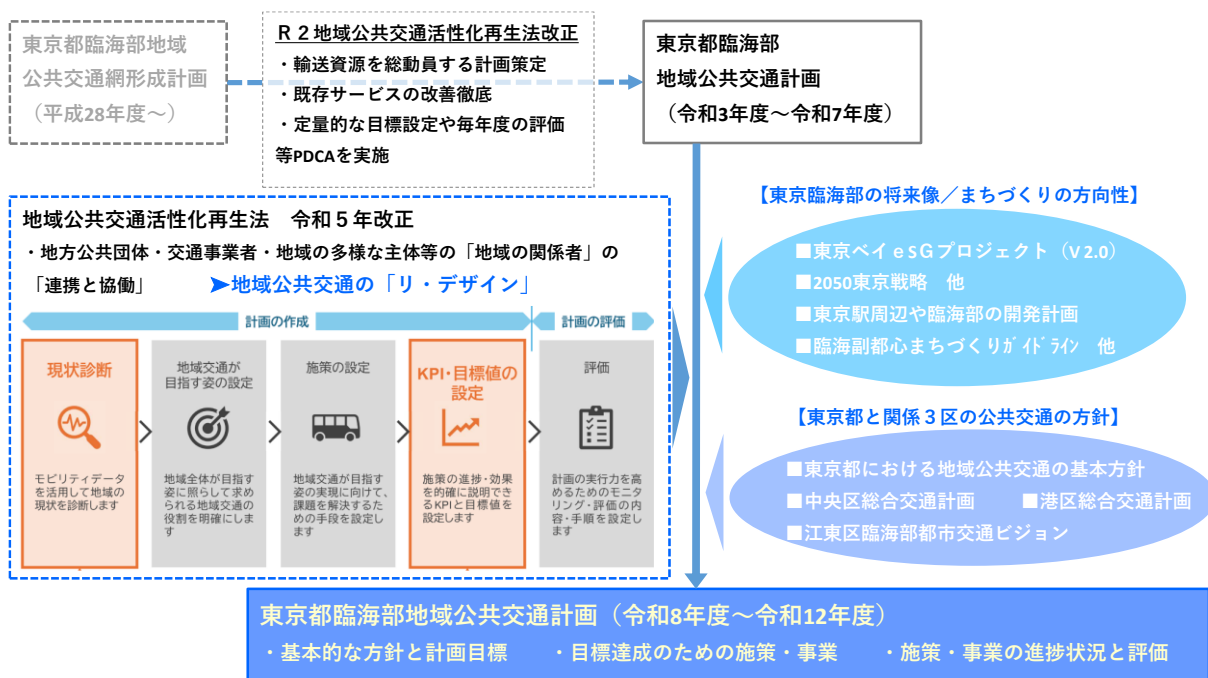 東京都臨海部地域
公共交通網形成計画
（平成28年度～）
Ｒ２地域公共交通活性化再生法改正
・輸送資源を総動員する計画策定
・既存サービスの改善徹底
・定量的な目標設定や毎年度の評価
等PDCAを実施
東京都臨海部
地域公共交通計画
（令和3年度～令和7年度）
地域公共交通活性化再生法　令和５年改正
・地方公共団体・交通事業者・地域の多様な主体等の「地域の関係者」の
「連携と協働」　➤地域公共交通の「リ・デザイン」
計画の作成
計画の評価
現状診断
モビリティデータ
を活用して地域の
現状を診断します
地域交通が
目指す姿の設定
地域全体が目指す
姿に照らして求め
られる地域交通の
役割を明確にしま
す
施策の設定
地域交通が目指す
姿の実現に向けて、
課題を解決するた
めの手段を設定し
ます
KPI・目標値の
設定
施策の進捗・効果
を的確に説明でき
るKPIと目標値を
設定します
評価
計画の実行力を高
めるためのモニタ
リング・評価の内
容・手順を設定し
ます
【東京臨海部の将来像／まちづくりの方向性】
■東京ベイｅSＧプロジェクト（Ｖ2.0）
■2050東京戦略　他
■東京駅周辺や臨海部の開発計画
■臨海副都心まちづくりｶﾞｲﾄﾞﾗｲﾝ　他
【東京都と関係３区の公共交通の方針】
■東京都における地域公共交通の基本方針
■中央区総合交通計画　　■港区総合交通計画
■江東区臨海部都市交通ビジョン
東京都臨海部地域公共交通計画（令和8年度～令和12年度）
・基本的な方針と計画目標　　・目標達成のための施策・事業　　・施策・事業の進捗状況と評価